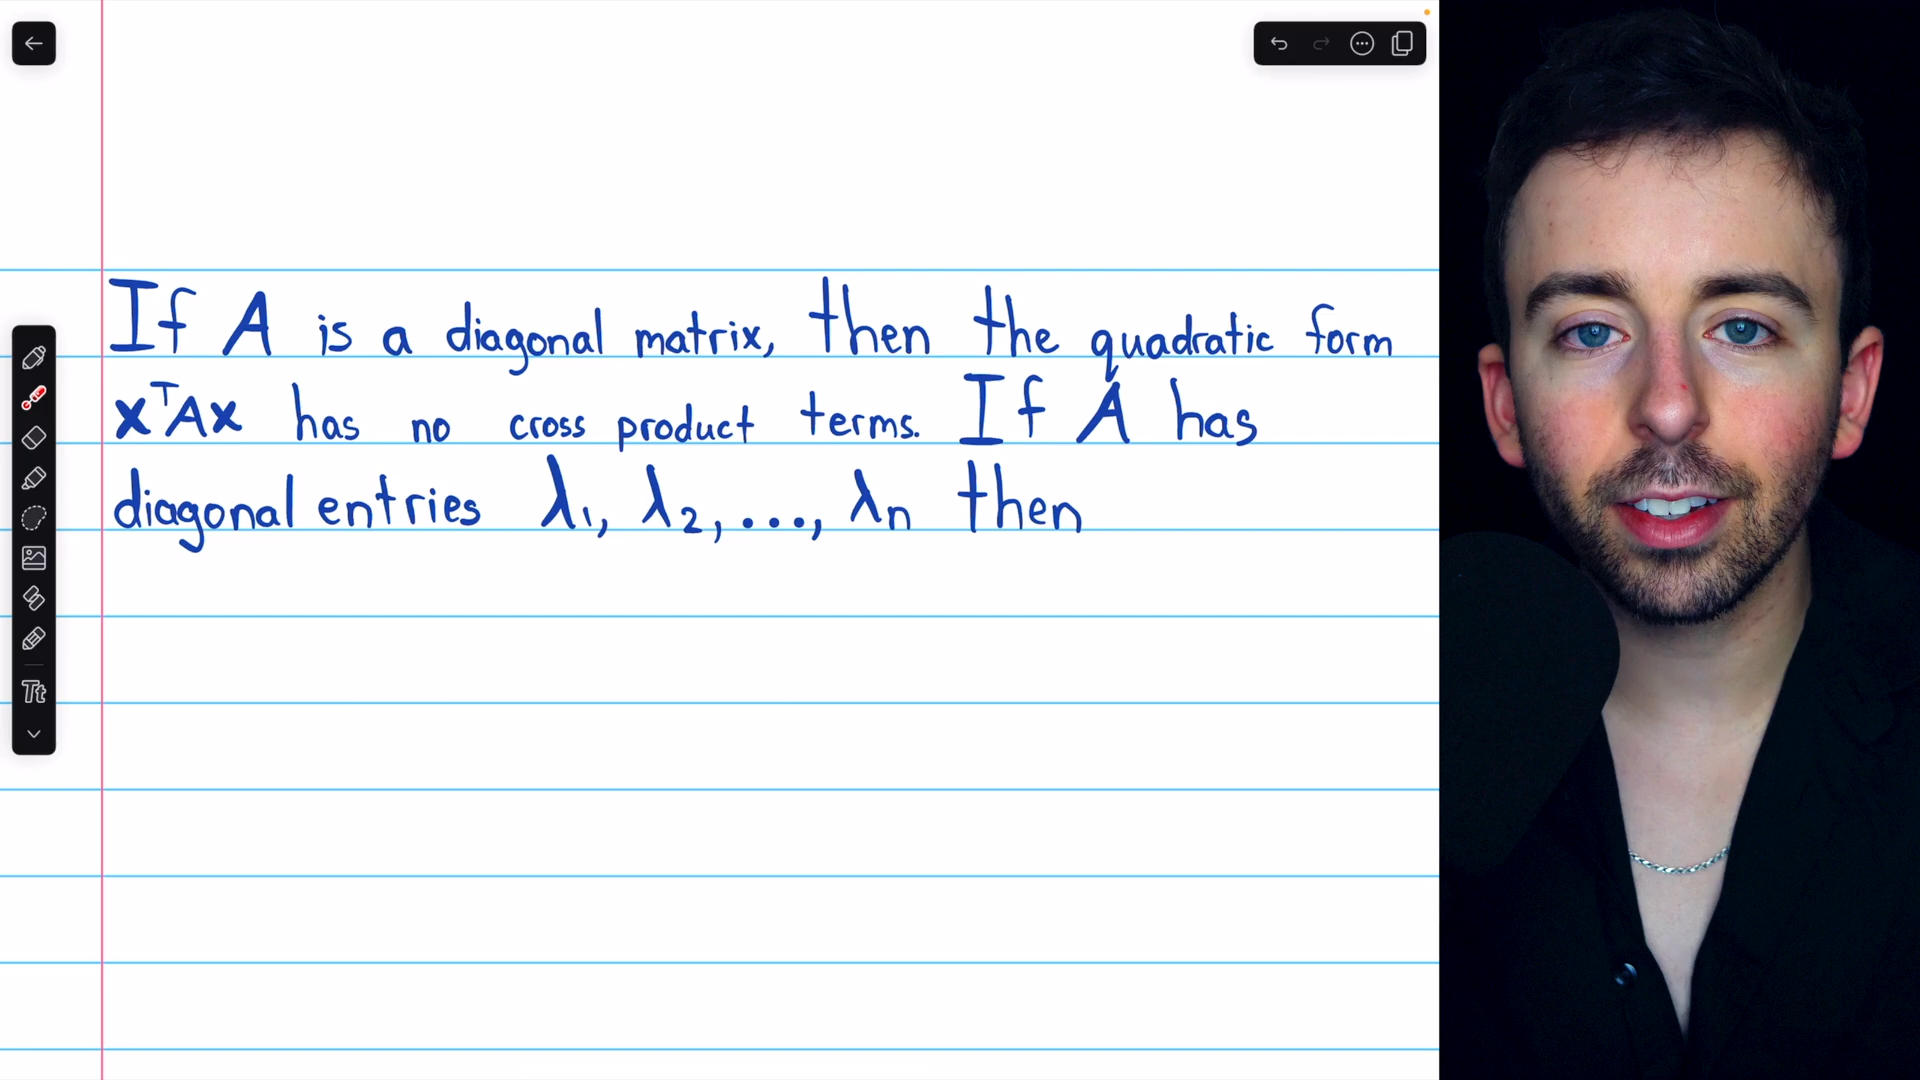 If A is a diagonal matrix, then the quadratic form
xᵀAx has no cross product terms. If A has
diagonal entries λ₁, λ₂, ..., λn then
Tt